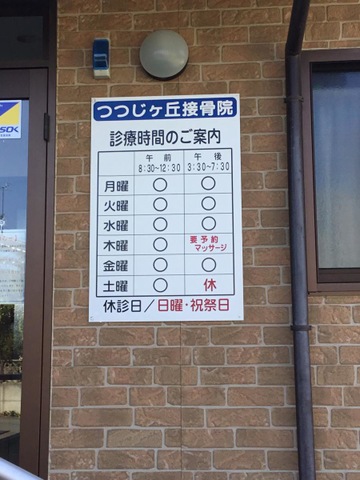 つつじヶ丘接骨院
診療時間のご案内
午前 午後
8:30~12:30 3:30~7:30
月曜 ○ ○
火曜 ○ ○
水曜 ○ ○
木曜 ○ 要予約 マッサージ
金曜 ○ ○
土曜 ○ 休
休診日/日曜・祝祭日
SOK